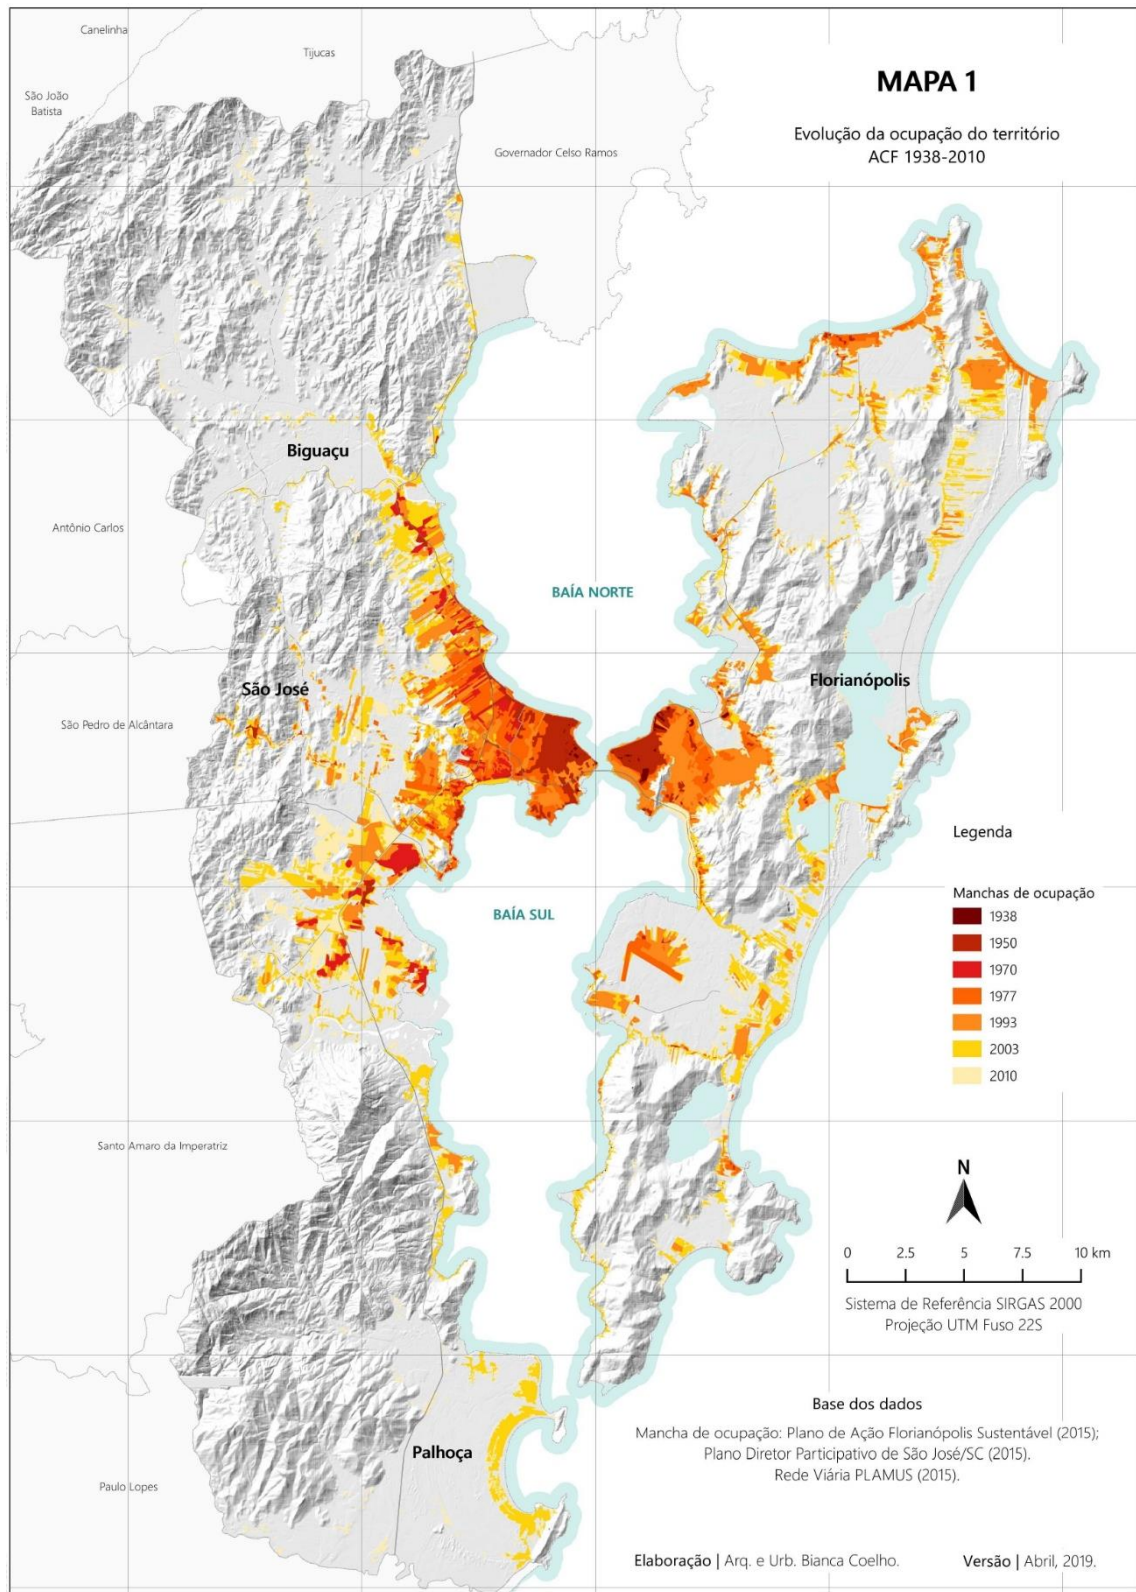 Canelinha
Tijucas
São João
Batista
Governador Celso Ramos
MAPA 1
Evolução da ocupação do território
ACF 1938-2010
Biguaçu
Antônio Carlos
BAÍA NORTE
São José
Florianópolis
São Pedro de Alcântara
Legenda
Manchas de ocupação
1938
1950
1970
1977
1993
2003
2010
BAÍA SUL
Santo Amaro da Imperatriz
N
0 2.5 5 7.5 10 km
Sistema de Referência SIRGAS 2000
Projeção UTM Fuso 22S
Base dos dados
Mancha de ocupação: Plano de Ação Florianópolis Sustentável (2015);
Plano Diretor Participativo de São José/SC (2015).
Rede Viária PLAMUS (2015).
Palhoça
Paulo Lopes
Elaboração | Arq. e Urb. Bianca Coelho. Versão | Abril, 2019.